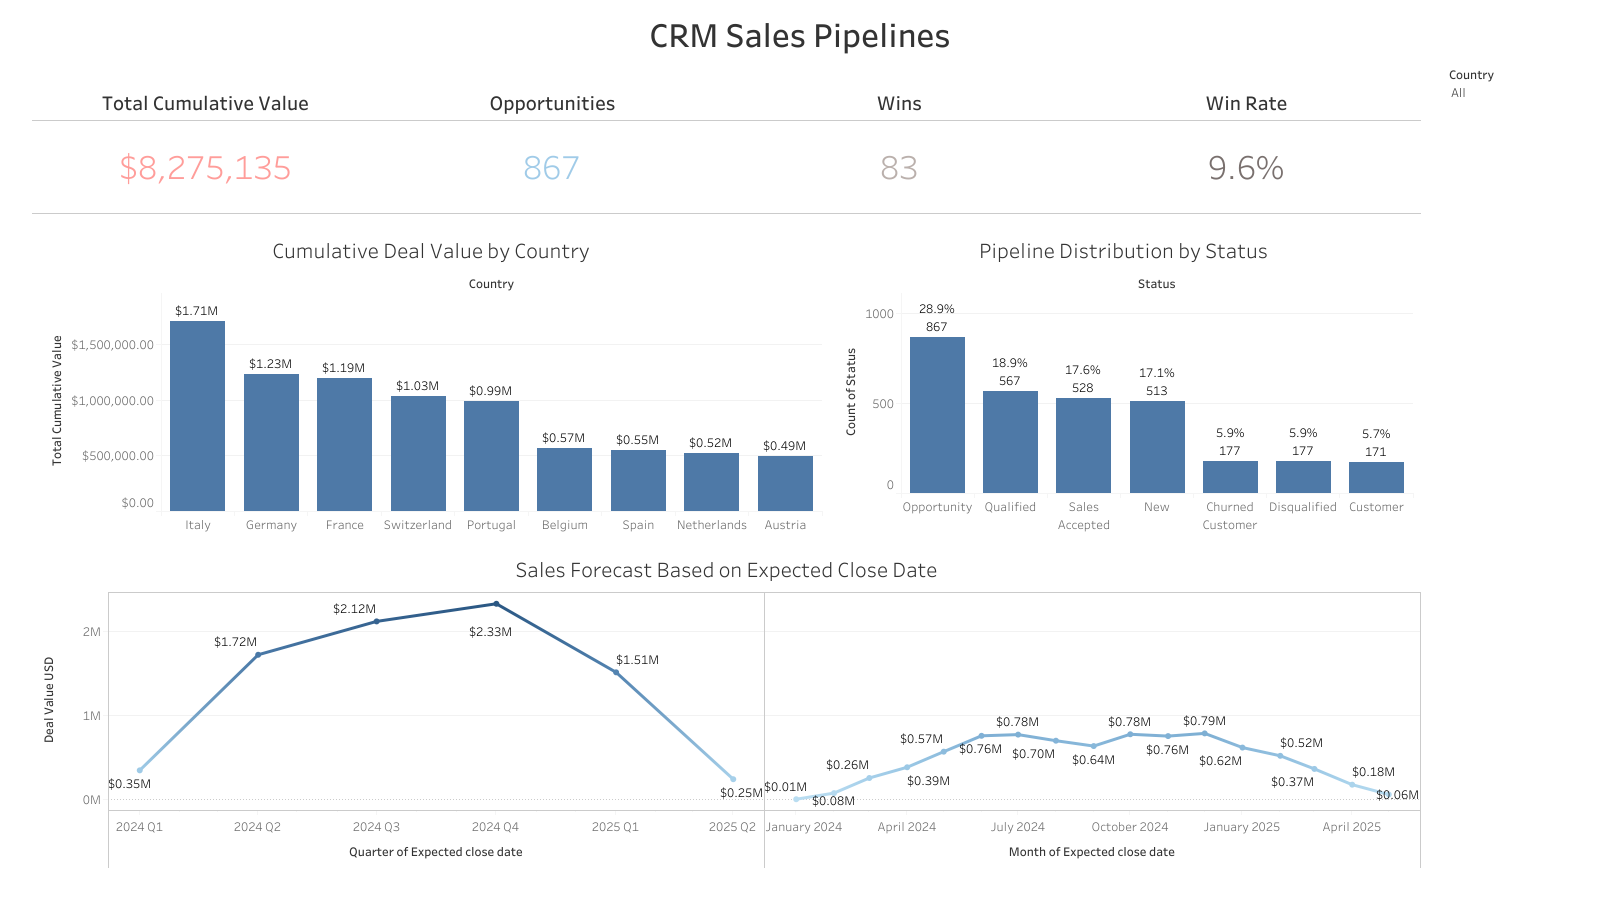 CRM Sales Pipelines
Country
All
Total Cumulative Value
Opportunities
Wins
Win Rate
$8,275,135
867
83
9.6%
Cumulative Deal Value by Country
Country
Total Cumulative Value
$1,500,000.00
$1,000,000.00
$500,000.00
$0.00
$1.71M
$1.23M
$1.19M
$1.03M
$0.99M
$0.57M
$0.55M
$0.52M
$0.49M
Italy
Germany
France
Switzerland
Portugal
Belgium
Spain
Netherlands
Austria
Pipeline Distribution by Status
Status
Count of Status
1000
500
0
28.9%
867
18.9%
567
17.6%
528
17.1%
513
5.9%
177
5.9%
177
5.7%
171
Opportunity
Qualified
Sales
Accepted
New
Churned
Customer
Disqualified
Customer
Sales Forecast Based on Expected Close Date
Deal Value USD
2M
1M
0M
$0.35M
$1.72M
$2.12M
$2.33M
$1.51M
$0.25M
2024 Q1
2024 Q2
2024 Q3
2024 Q4
2025 Q1
2025 Q2
Quarter of Expected close date
$0.01M
$0.08M
$0.26M
$0.39M
$0.57M
$0.76M
$0.78M
$0.70M
$0.64M
$0.78M
$0.76M
$0.79M
$0.62M
$0.52M
$0.37M
$0.18M
$0.06M
January 2024
April 2024
July 2024
October 2024
January 2025
April 2025
Month of Expected close date